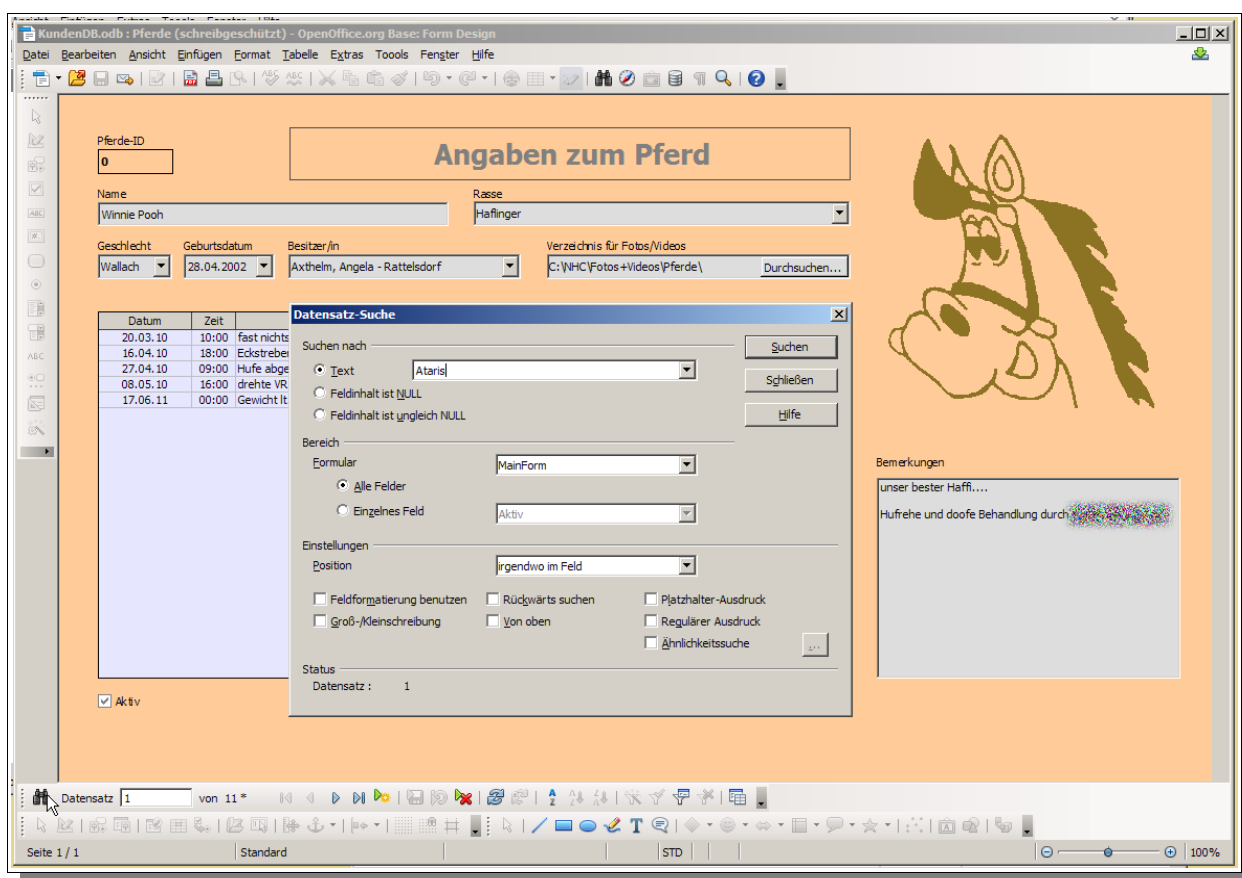 KundenDB.odb : Pferde (schreibgeschützt) - OpenOffice.org Base: Form Design
Datei Bearbeiten Ansicht Einfügen Format Tabelle Extras Toools Fenster Hilfe
Pferde-ID
0
Angaben zum Pferd
Name
Rasse
Winnie Pooh
Haflinger
Geschlecht Geburtsdatum Besitzer/in Verzeichnis für Fotos/Videos
Wallach 28.04.2002 Axthelm, Angela - Rattelsdorf C:\NHC\Fotos+Videos\Pferde\ Durchsuchen...
Datum Zeit
20.03.10 10:00 fast nichts
16.04.10 18:00 Eckstrebe
27.04.10 09:00 Hufe abge
08.05.10 16:00 drehte VR
17.06.11 00:00 Gewicht lt
Aktiv
Datensatz-Suche
Suchen nach
Suchen
Text Ataris
Schließen
Feldinhalt ist NULL
Feldinhalt ist ungleich NULL
Hilfe
Bereich
Formular MainForm
Alle Felder
Einzelnes Feld Aktiv
Einstellungen
Position irgendwo im Feld
Feldformatierung benutzen Rückwärts suchen Platzhalter-Ausdruck
Groß-/Kleinschreibung Von oben Regulärer Ausdruck
Ähnlichkeitssuche ...
Status
Datensatz : 1
Bemerkungen
unser bester Haffi....
Hufrehe und doofe Behandlung durch
Datensatz 1 von 11 *
Seite 1 / 1 Standard STD 100%